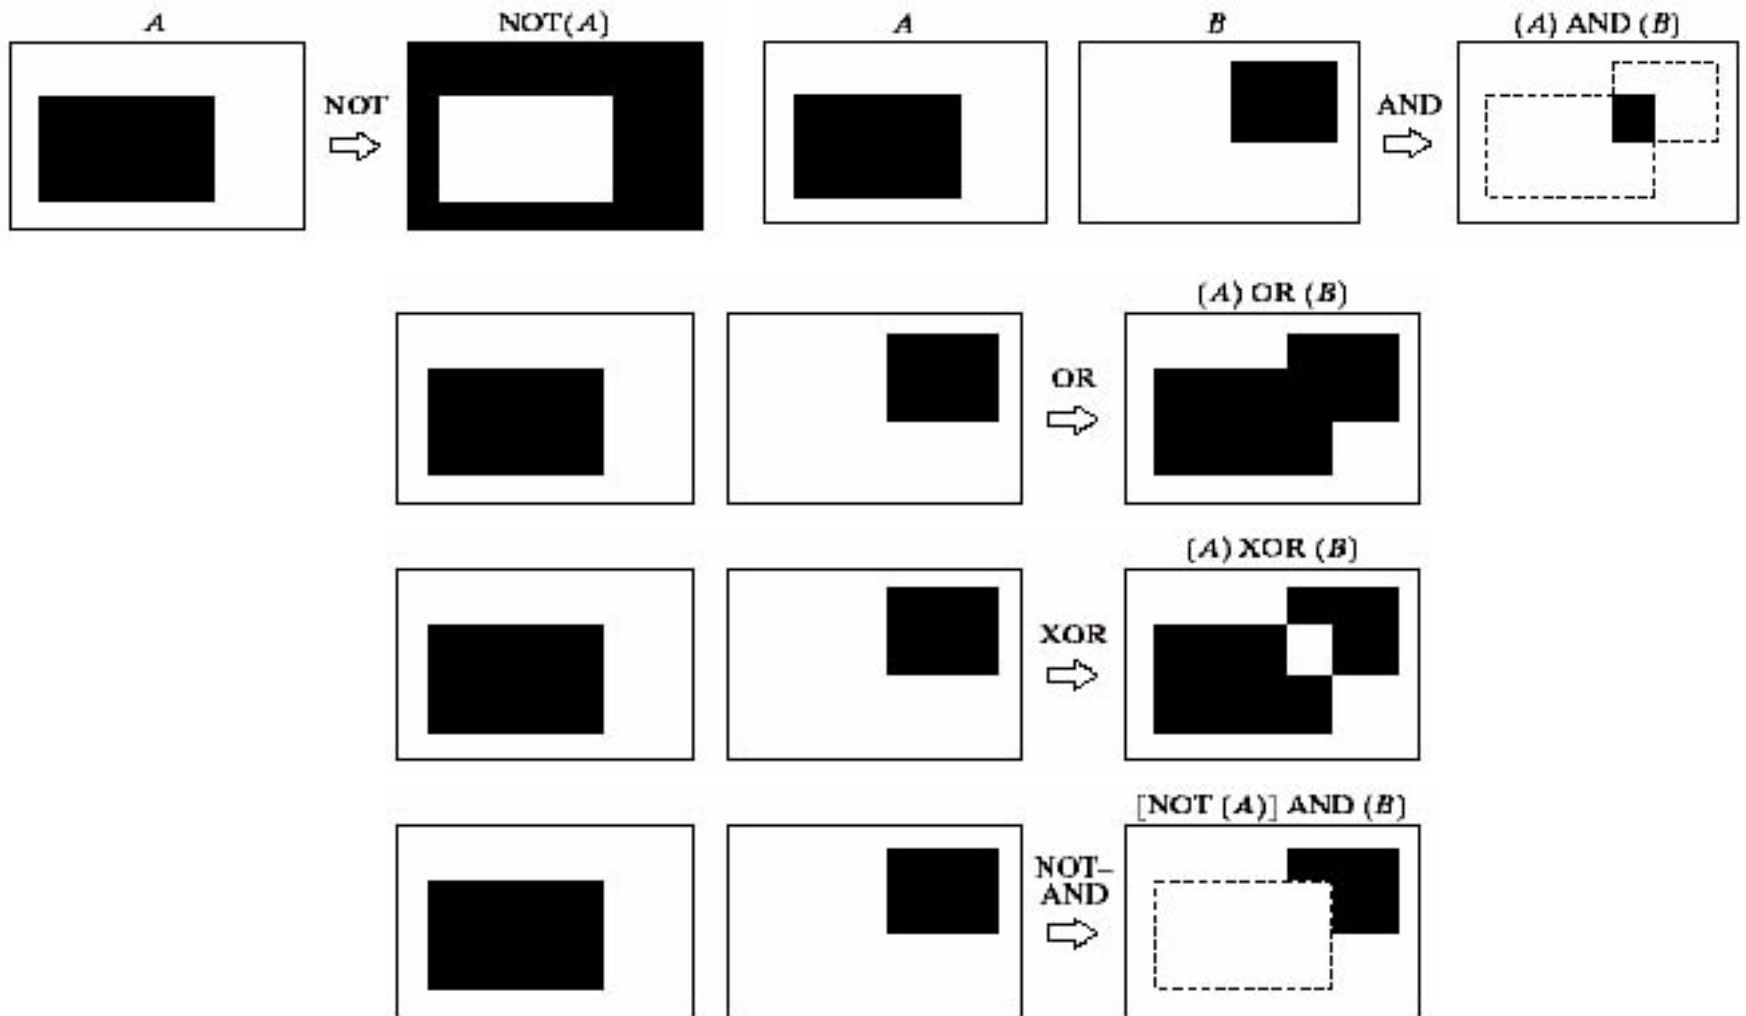 A
NOT(A)
A
B
(A) AND (B)
NOT
AND
(A) OR (B)
OR
(A) XOR (B)
XOR
[NOT (A)] AND (B)
NOT–
AND